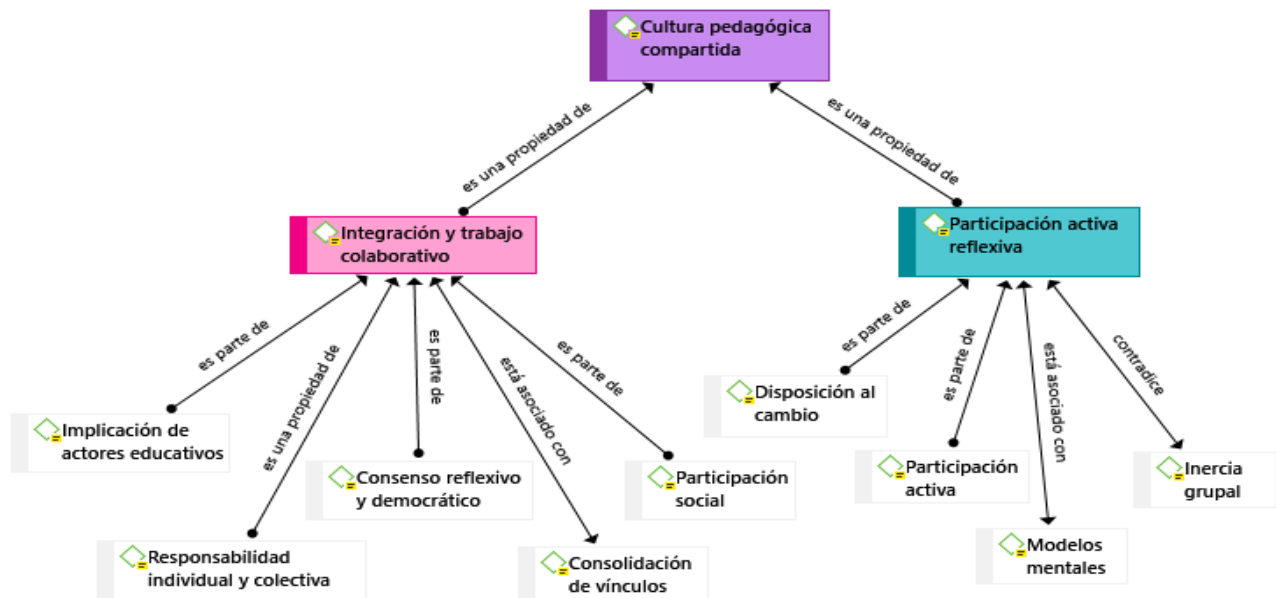 Cultura pedagógica
compartida
es una propiedad de
es una propiedad de
Integración y trabajo
colaborativo
Participación activa
reflexiva
es parte de
es una propiedad de
es parte de
está asociado con
es parte de
es parte de
es parte de
está asociado con
contradice
Implicación de
actores educativos
Consenso reflexivo
y democrático
Participación
social
Disposición al
cambio
Participación
activa
Inercia
grupal
Responsabilidad
individual y colectiva
Consolidación
de vínculos
Modelos
mentales